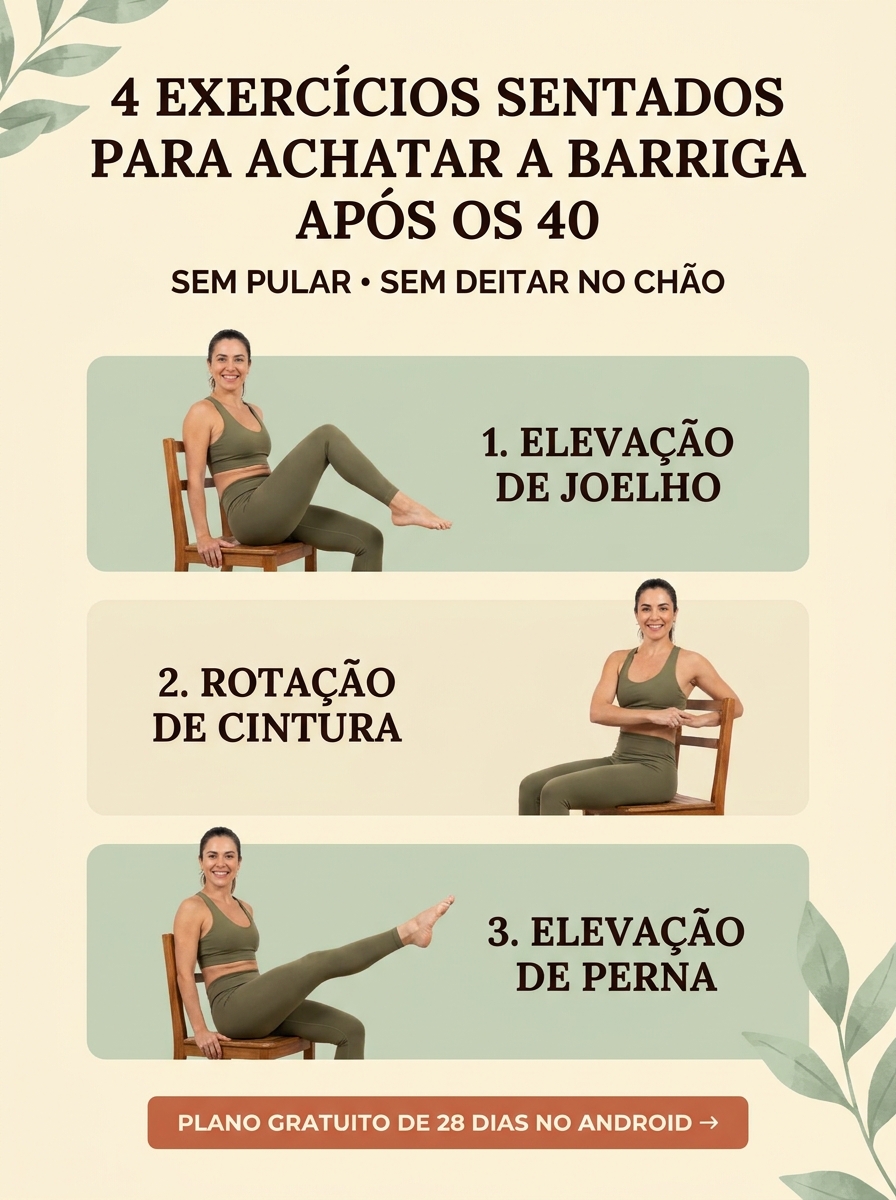 4 EXERCÍCIOS SENTADOS
PARA ACHATAR A BARRIGA
APÓS OS 40
SEM PULAR • SEM DEITAR NO CHÃO
1. ELEVAÇÃO
DE JOELHO
2. ROTAÇÃO
DE CINTURA
3. ELEVAÇÃO
DE PERNA
PLANO GRATUITO DE 28 DIAS NO ANDROID →